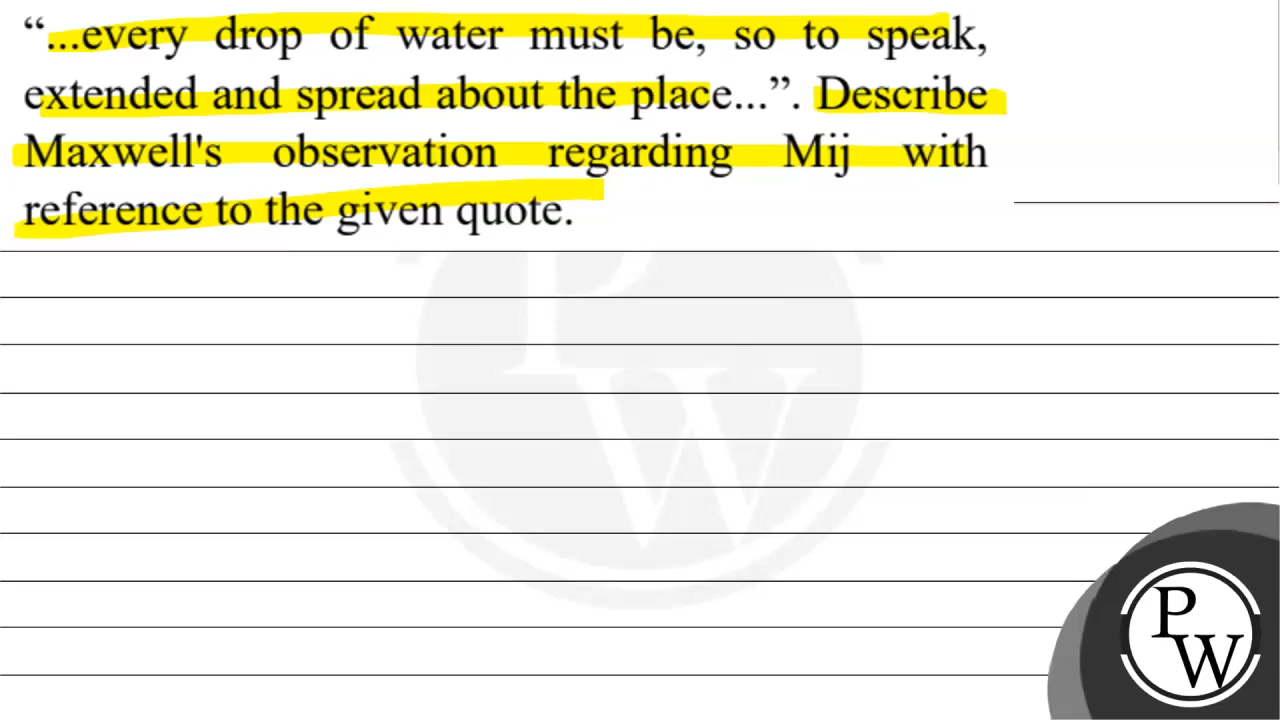 “...every drop of water must be, so to speak,
extended and spread about the place...”. Describe
Maxwell's observation regarding Mij with
reference to the given quote.
P
W
P
W